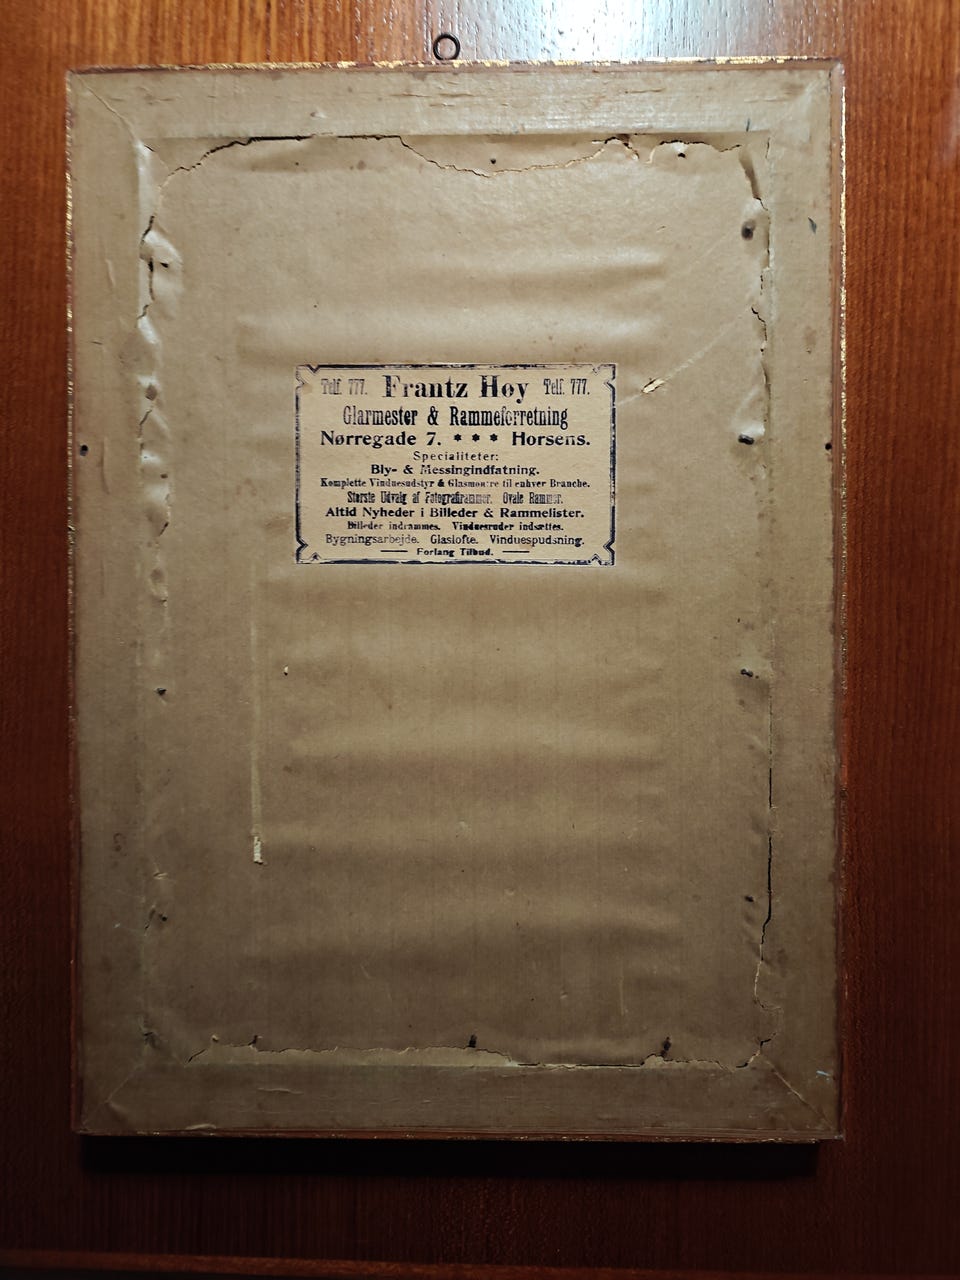 Telf. 777. Frantz Høy Telf. 777.
Glarmester & Rammeforretning
Nørregade 7. * * * Horsens.
Specialiteter:
Bly- & Messingindfatning.
Komplette Vinduesudstyr & Glasmontre til enhver Branche.
Største Udvalg af Fotografirammer. Ovale Rammer.
Altid Nyheder i Billeder & Rammelister.
Billeder indrammes. Vinduesruder indsættes.
Bygningsarbejde. Glaslofte. Vinduespudsning.
Forlang Tilbud.